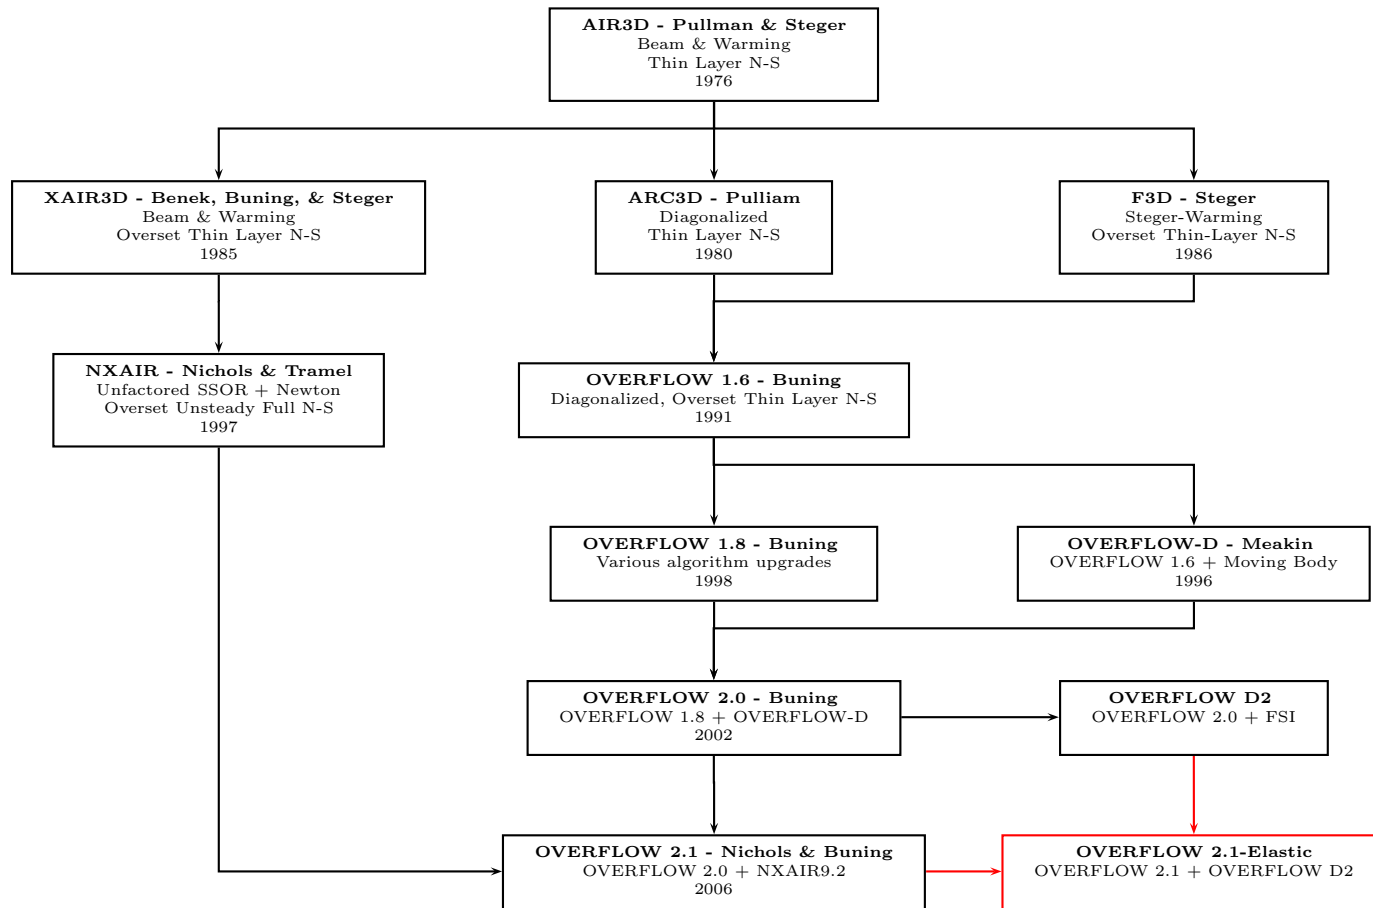 AIR3D - Pullman & Steger
Beam & Warming
Thin Layer N-S
1976
XAIR3D - Benek, Buning, & Steger
Beam & Warming
Overset Thin Layer N-S
1985
ARC3D - Pulliam
Diagonalized
Thin Layer N-S
1980
F3D - Steger
Steger-Warming
Overset Thin-Layer N-S
1986
NXAIR - Nichols & Tramel
Unfactored SSOR + Newton
Overset Unsteady Full N-S
1997
OVERFLOW 1.6 - Buning
Diagonalized, Overset Thin Layer N-S
1991
OVERFLOW 1.8 - Buning
Various algorithm upgrades
1998
OVERFLOW-D - Meakin
OVERFLOW 1.6 + Moving Body
1996
OVERFLOW 2.0 - Buning
OVERFLOW 1.8 + OVERFLOW-D
2002
OVERFLOW D2
OVERFLOW 2.0 + FSI
OVERFLOW 2.1 - Nichols & Buning
OVERFLOW 2.0 + NXAIR9.2
2006
OVERFLOW 2.1-Elastic
OVERFLOW 2.1 + OVERFLOW D2